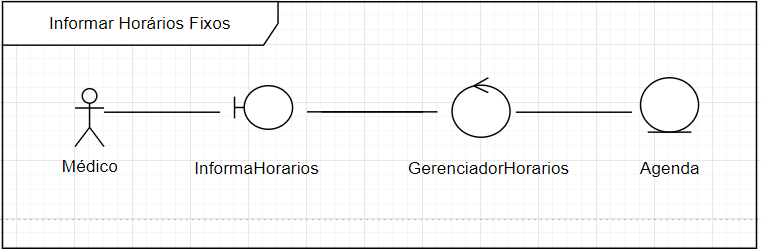 Informar Horários Fixos
Médico
InformaHorarios
GerenciadorHorarios
Agenda